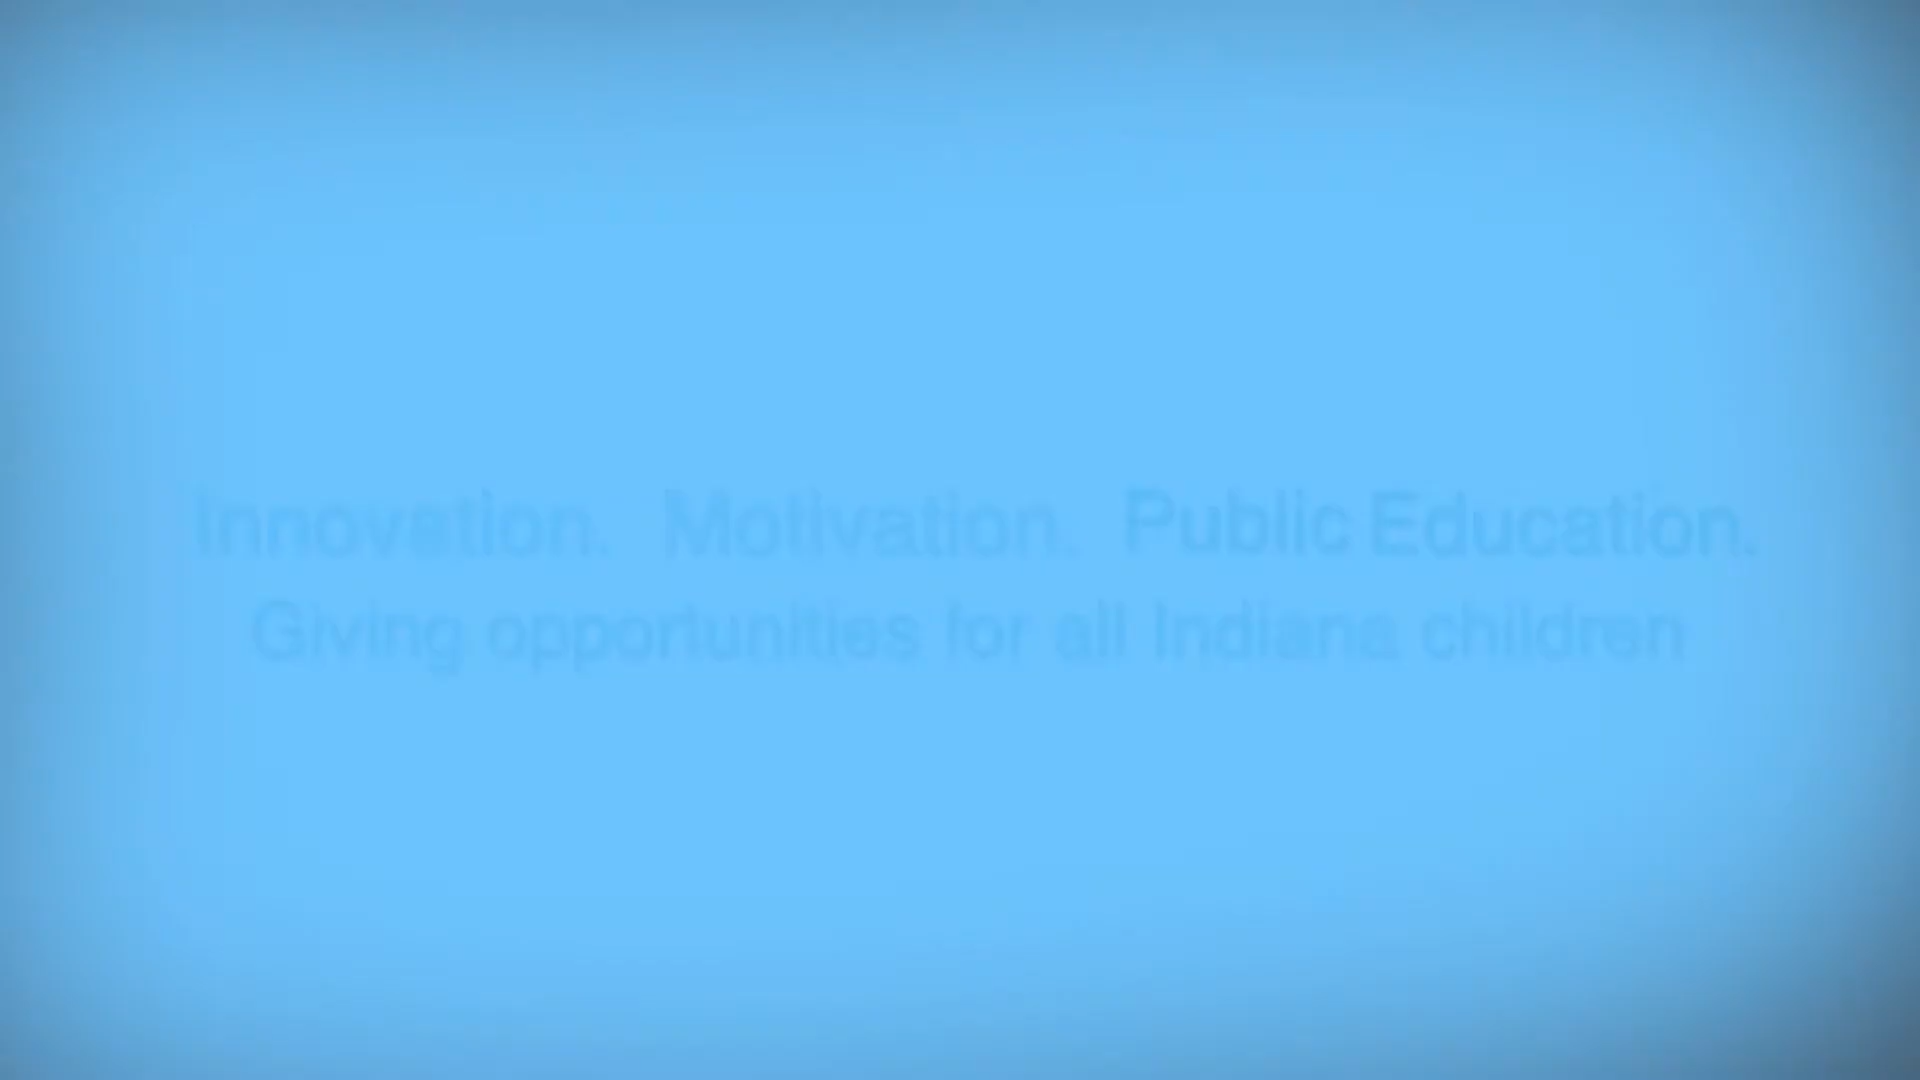 Innovation. Motivation. Public Education.
Giving opportunities for all Indiana children